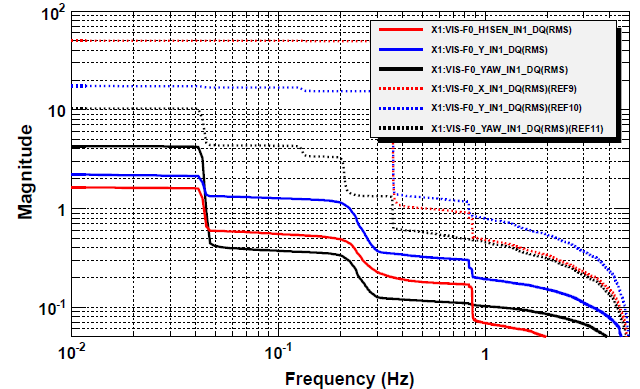 10²
10
1
10⁻¹
Magnitude
X1:VIS-F0_H1SEN_IN1_DQ(RMS)
X1:VIS-F0_Y_IN1_DQ(RMS)
X1:VIS-F0_YAW_IN1_DQ(RMS)
X1:VIS-F0_X_IN1_DQ(RMS)(REF9)
X1:VIS-F0_Y_IN1_DQ(RMS)(REF10)
X1:VIS-F0_YAW_IN1_DQ(RMS)(REF11)
10⁻² 10⁻¹ 1
Frequency (Hz)